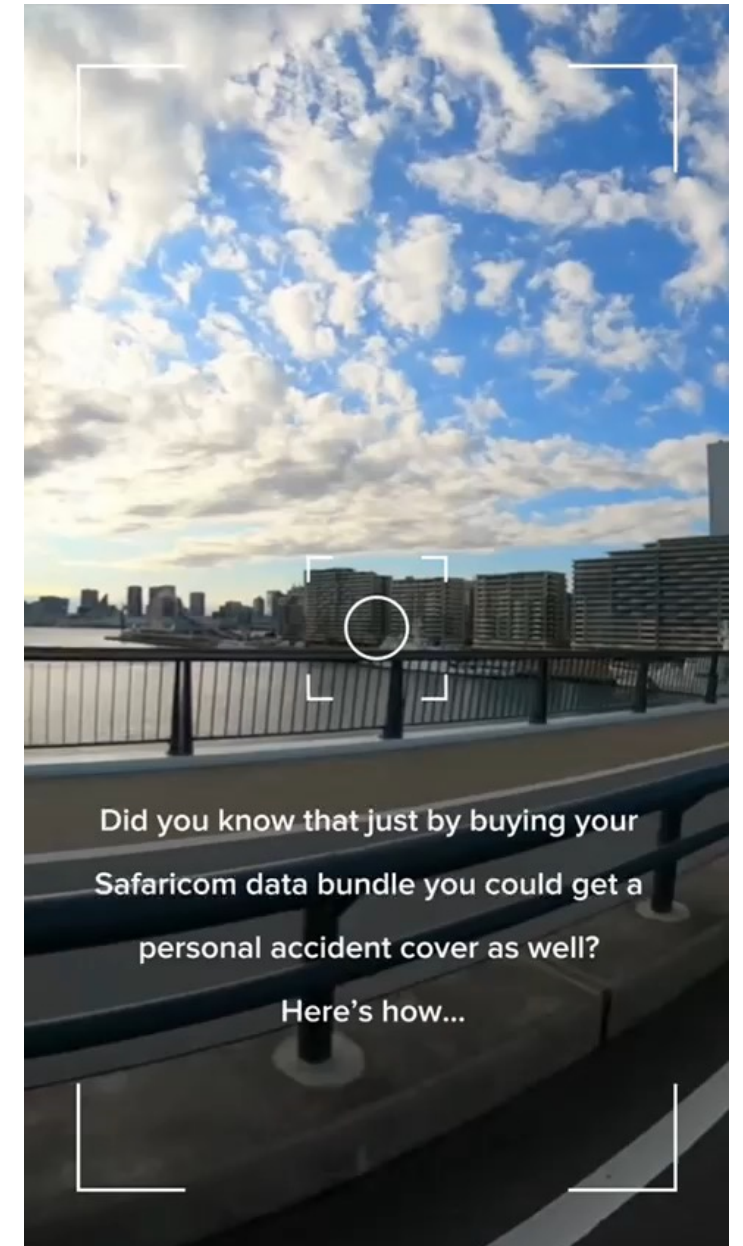 Did you know that just by buying your
Safaricom data bundle you could get a
personal accident cover as well?
Here's how...